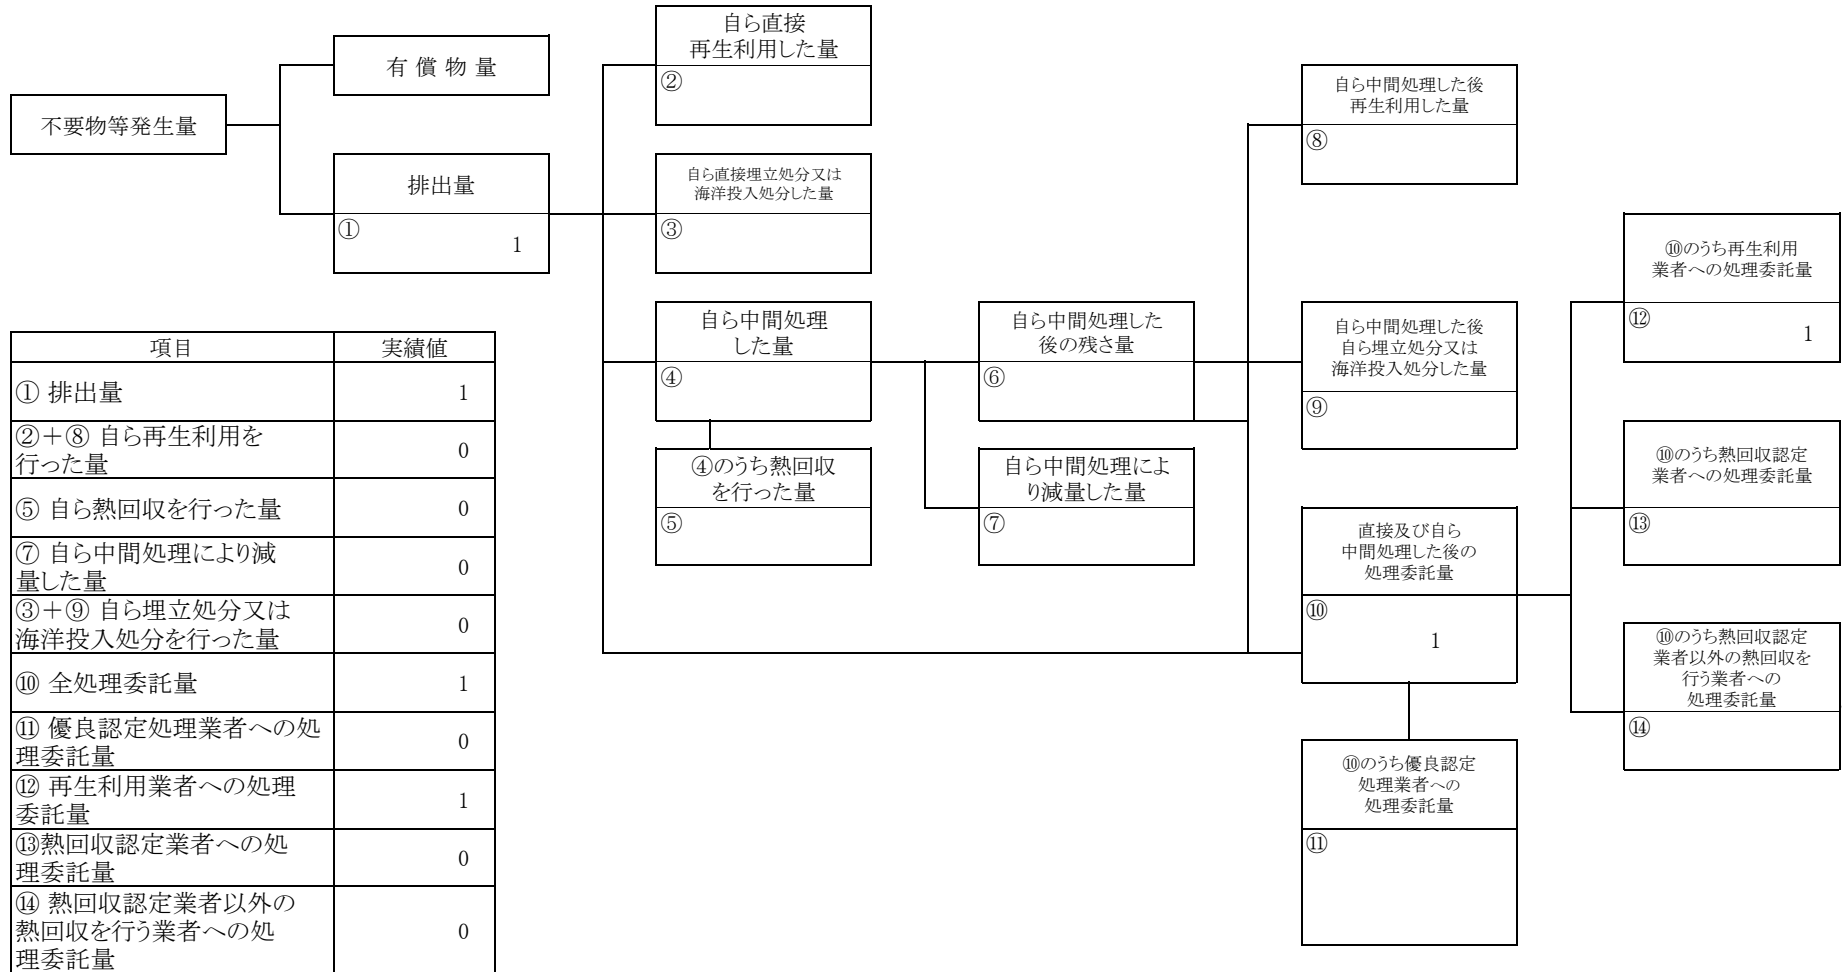 自ら直接
再生利用した量
②
有 償 物 量
不要物等発生量
排出量
①
1
自ら直接埋立処分又は
海洋投入処分した量
③
自ら中間処理した後
再生利用した量
⑧
自ら中間処理
した量
④
自ら中間処理した
後の残さ量
⑥
自ら中間処理した後
自ら埋立処分又は
海洋投入処分した量
⑨
⑩のうち再生利用
業者への処理委託量
⑫
1
④のうち熱回収
を行った量
⑤
自ら中間処理によ
り減量した量
⑦
直接及び自ら
中間処理した後の
処理委託量
⑩
1
⑩のうち熱回収認定
業者への処理委託量
⑬
⑩のうち熱回収認定
業者以外の熱回収を
行う業者への
処理委託量
⑭
⑩のうち優良認定
処理業者への
処理委託量
⑪
項目 実績値
① 排出量 1
②+⑧ 自ら再生利用を
行った量 0
⑤ 自ら熱回収を行った量 0
⑦ 自ら中間処理により減
量した量 0
③+⑨ 自ら埋立処分又は
海洋投入処分を行った量 0
⑩ 全処理委託量 1
⑪ 優良認定処理業者への処
理委託量 0
⑫ 再生利用業者への処理
委託量 1
⑬熱回収認定業者への処
理委託量 0
⑭ 熱回収認定業者以外の
熱回収を行う業者への処
理委託量 0